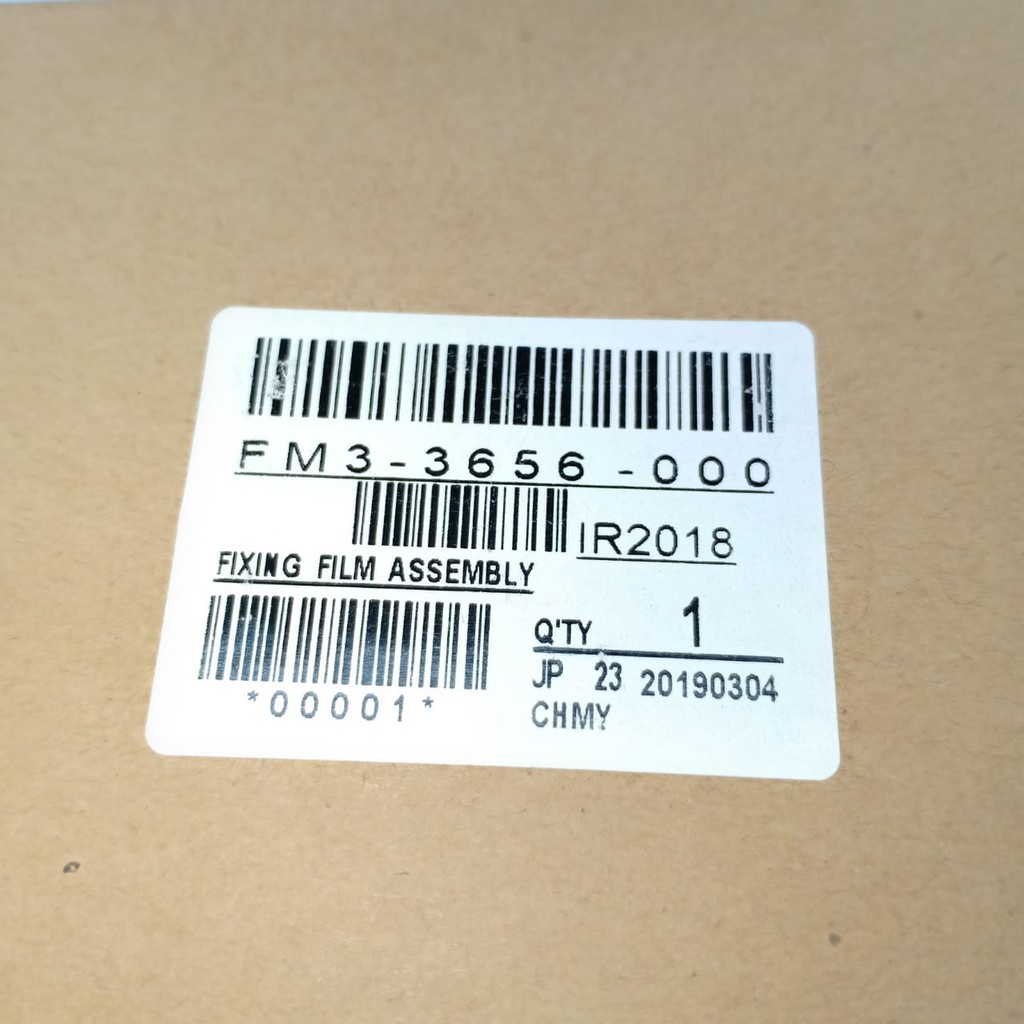 FM3-3656-000
IR2018
FIXING FILM ASSEMBLY
Q'TY 1
JP 23 20190304
*00001*
CHMY